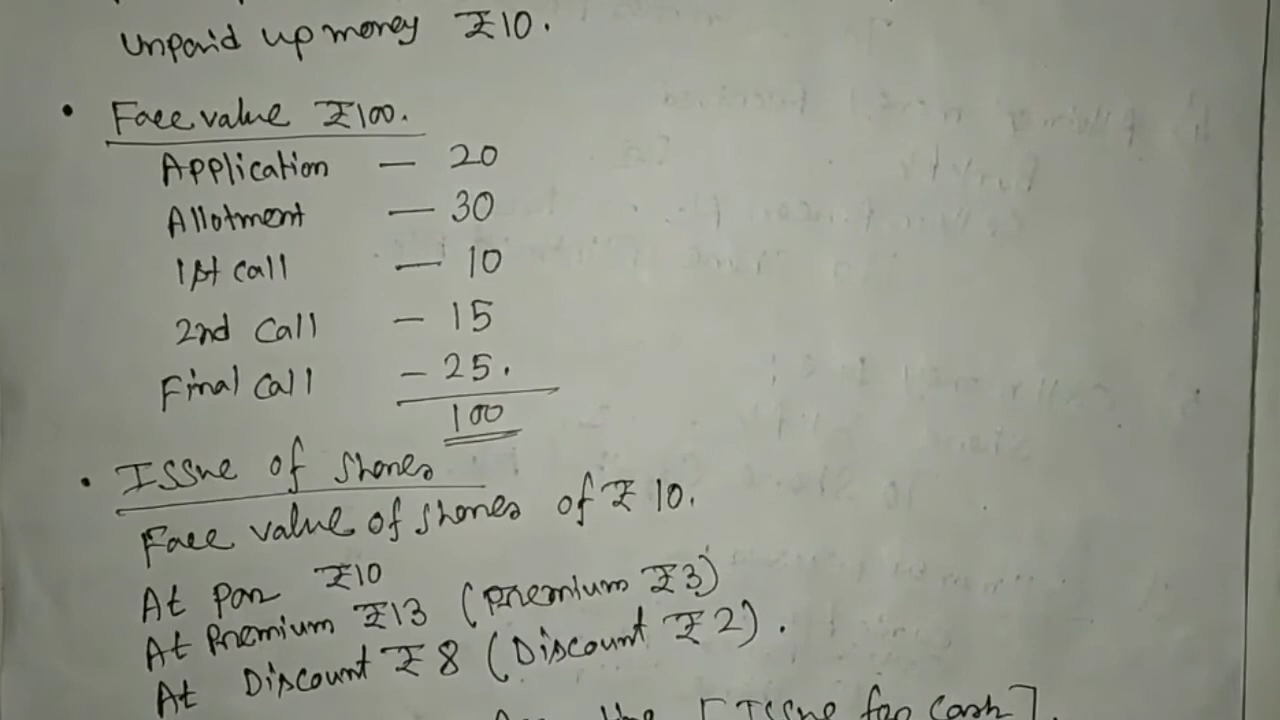 Unpaid up money ₹10.
• Face value ₹100.
Application — 20
Allotment — 30
1st call — 10
2nd call — 15
Final call — 25.
100
• Issue of shares
Face value of shares of ₹10.
At par ₹10
At Premium ₹13 (Premium ₹3)
At Discount ₹8 (Discount ₹2).
the [Issue for cash].